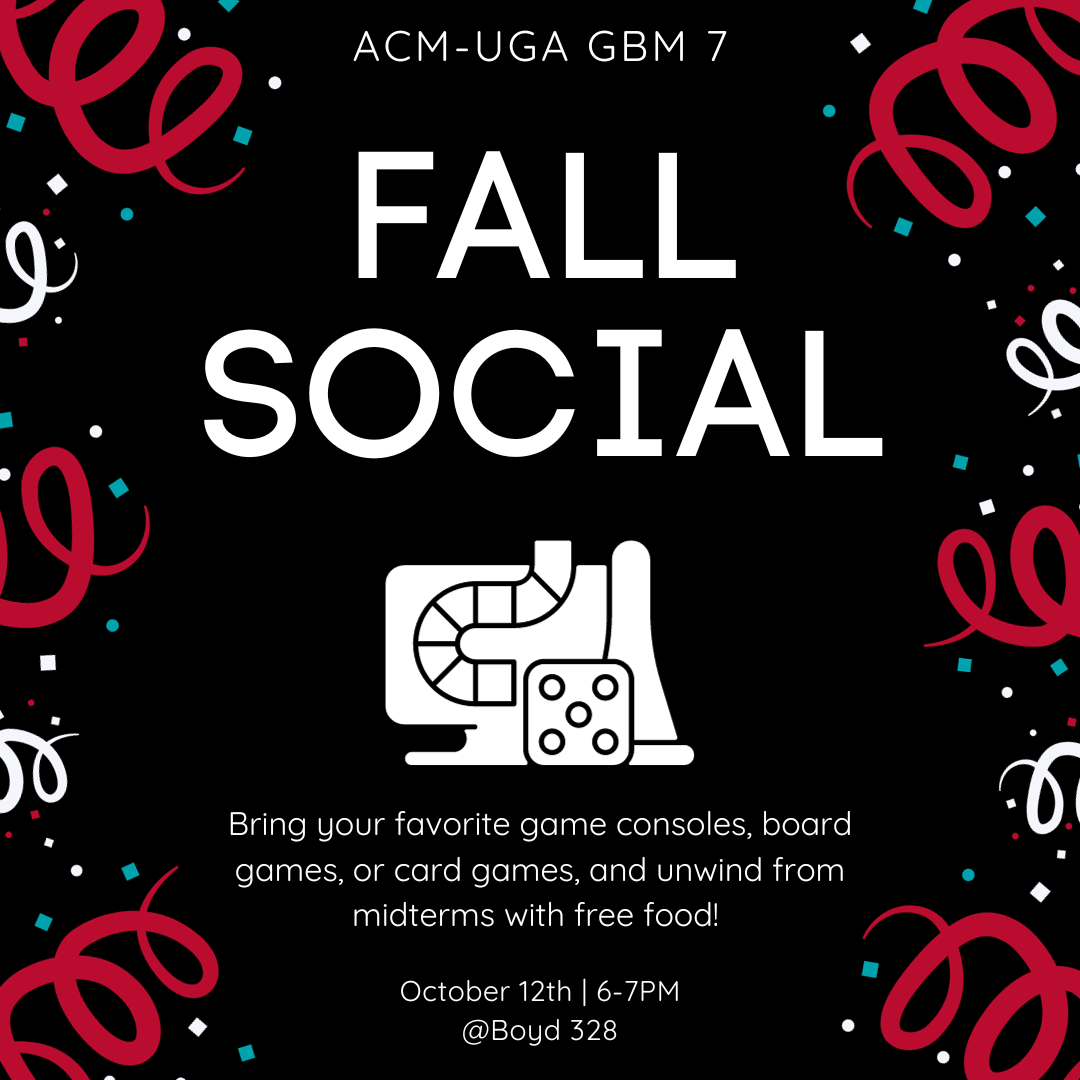 ACM-UGA GBM 7
FALL
SOCIAL
Bring your favorite game consoles, board
games, or card games, and unwind from
midterms with free food!
October 12th | 6-7PM
@Boyd 328